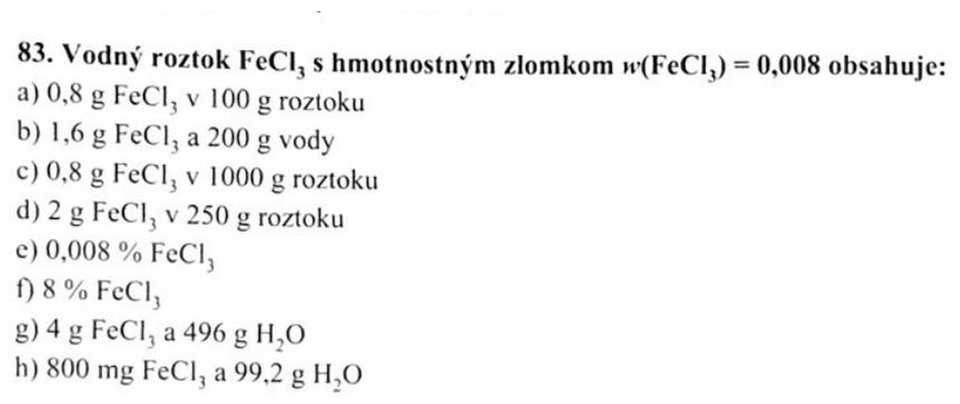 83. Vodný roztok FeCl₃ s hmotnostným zlomkom w(FeCl₃) = 0,008 obsahuje:
a) 0,8 g FeCl₃ v 100 g roztoku
b) 1,6 g FeCl₃ a 200 g vody
c) 0,8 g FeCl₃ v 1000 g roztoku
d) 2 g FeCl₃ v 250 g roztoku
e) 0,008 % FeCl₃
f) 8 % FeCl₃
g) 4 g FeCl₃ a 496 g H₂O
h) 800 mg FeCl₃ a 99,2 g H₂O